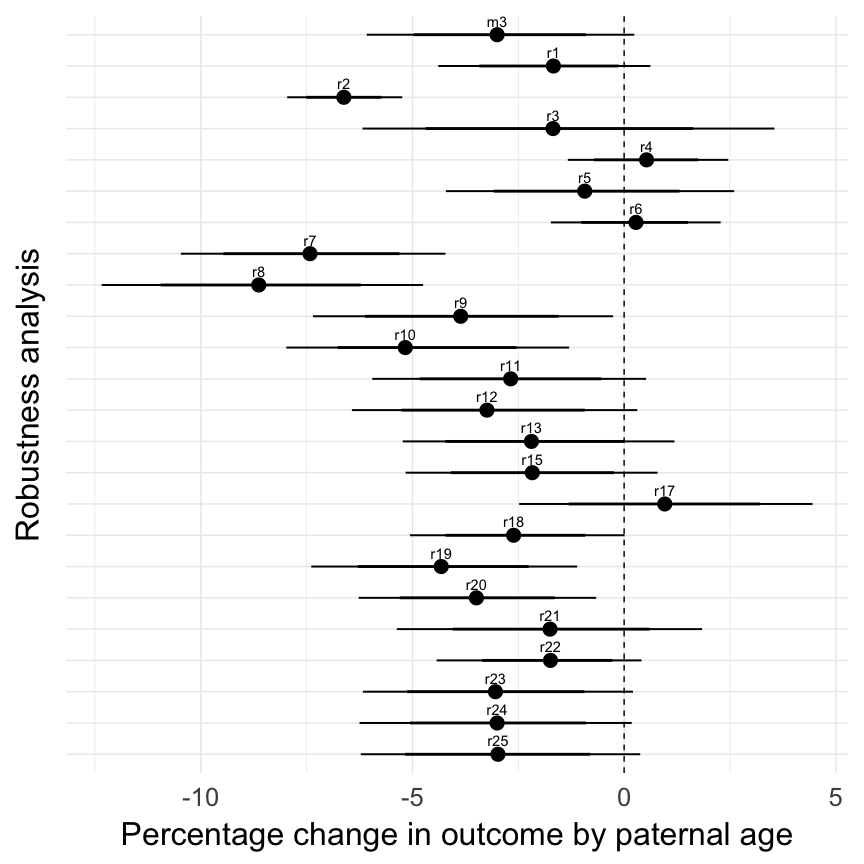 m3
r1
r2
r3
r4
r5
r6
r7
r8
r9
r10
r11
r12
r13
r15
r17
r18
r19
r20
r21
r22
r23
r24
r25
Robustness analysis
-10 -5 0 5
Percentage change in outcome by paternal age